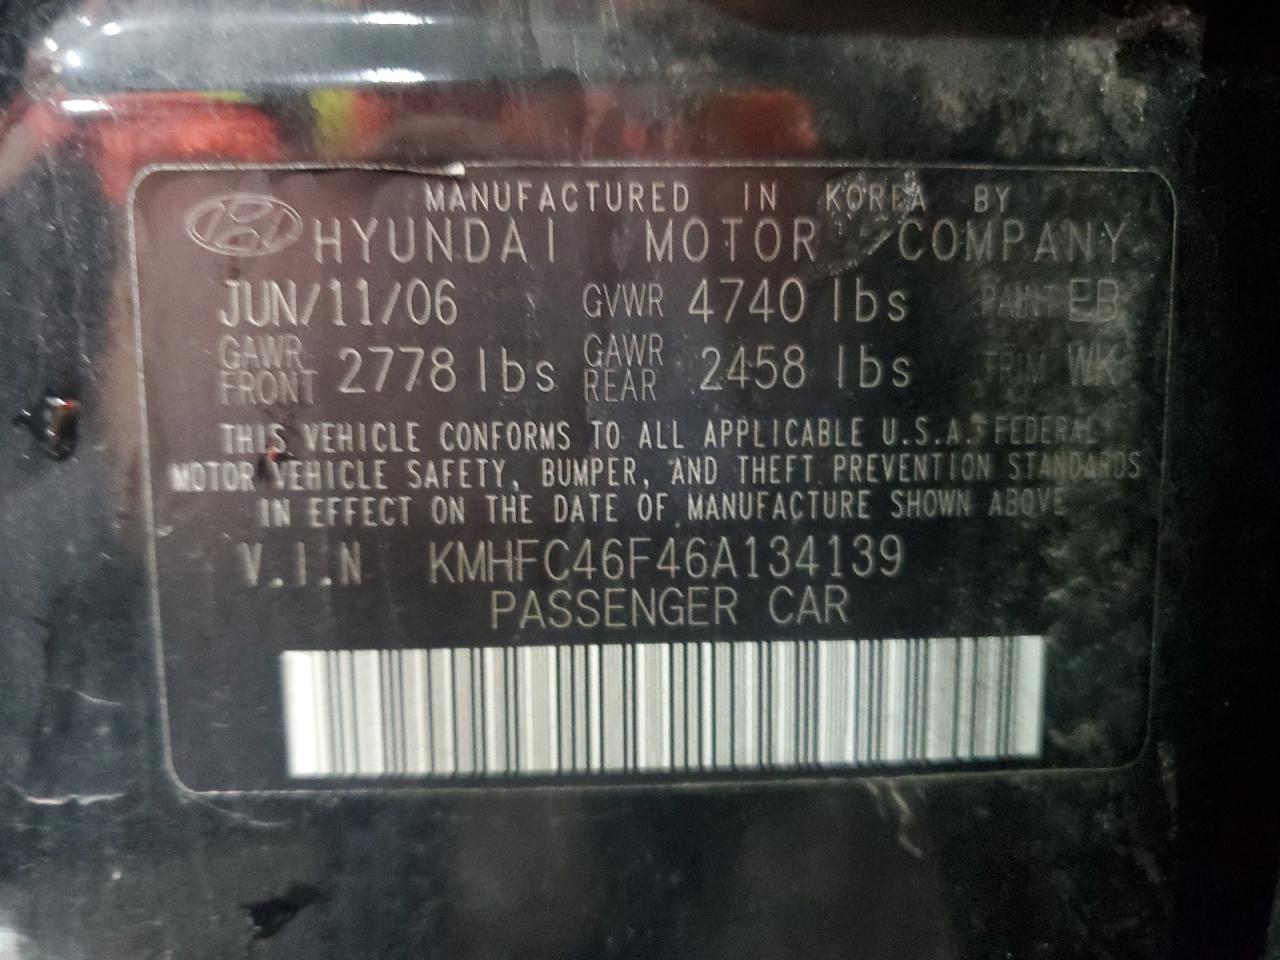 MANUFACTURED IN KOREA BY
HYUNDAI MOTOR COMPANY
JUN/11/06 GVWR 4740 lbs PAINT EB
GAWR FRONT 2778 lbs GAWR REAR 2458 lbs TRIM WK
THIS VEHICLE CONFORMS TO ALL APPLICABLE U.S.A. FEDERAL
MOTOR VEHICLE SAFETY, BUMPER, AND THEFT PREVENTION STANDARDS
IN EFFECT ON THE DATE OF MANUFACTURE SHOWN ABOVE
V.I.N KMHFC46F46A134139
PASSENGER CAR